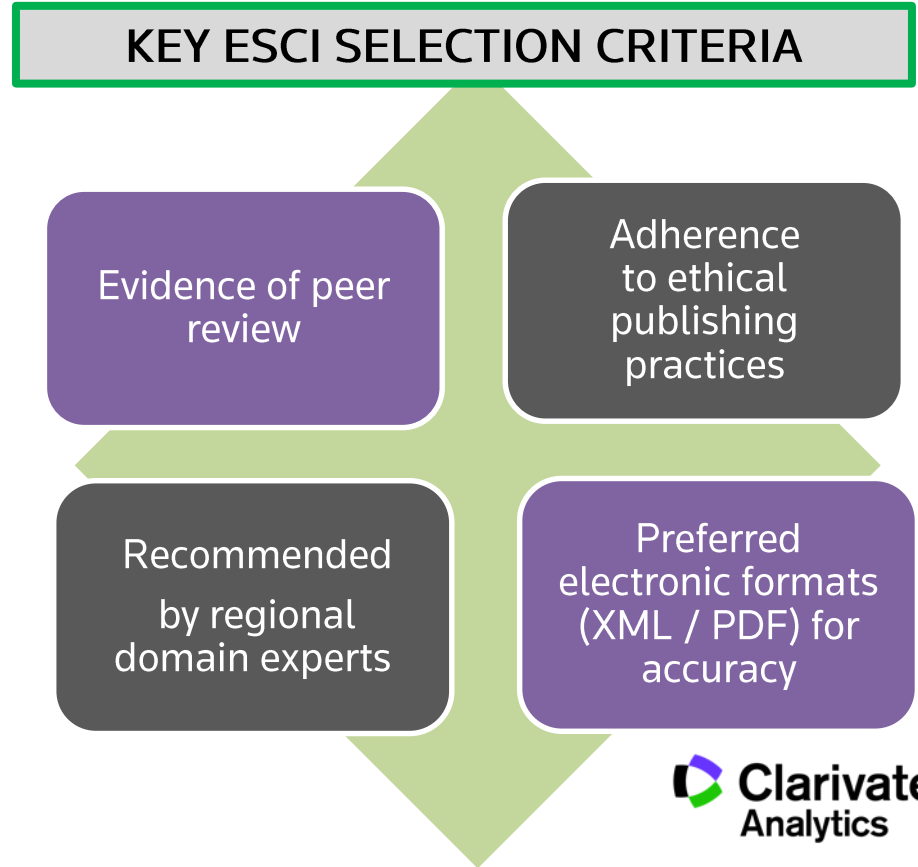 KEY ESCI SELECTION CRITERIA
Evidence of peer
review
Adherence
to ethical
publishing
practices
Recommended
by regional
domain experts
Preferred
electronic formats
(XML / PDF) for
accuracy
Clarivate
Analytics